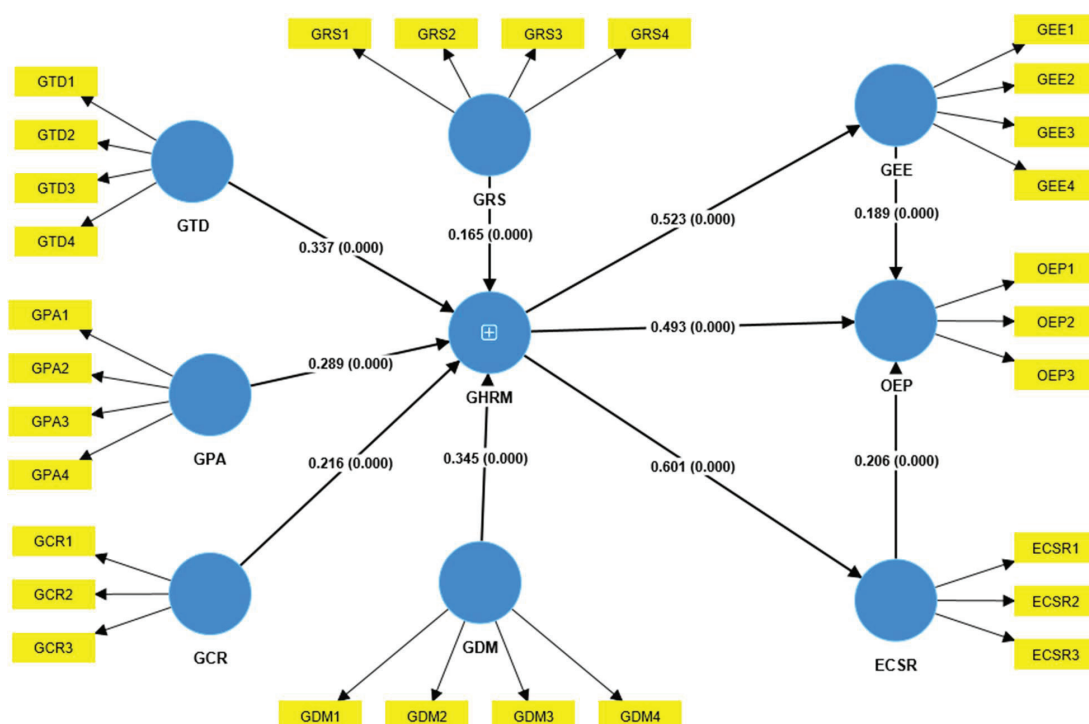 GRS1
GRS2
GRS3
GRS4
GEE1
GEE2
GEE3
GEE4
GTD1
GTD2
GTD3
GTD4
GTD
GRS
GEE
0.337 (0.000)
0.165 (0.000)
0.523 (0.000)
0.189 (0.000)
GPA1
GPA2
GPA3
GPA4
GPA
0.289 (0.000)
GHRM
0.493 (0.000)
OEP
OEP1
OEP2
OEP3
0.216 (0.000)
0.345 (0.000)
0.601 (0.000)
0.206 (0.000)
GCR1
GCR2
GCR3
GCR
GDM
ECSR
ECSR1
ECSR2
ECSR3
GDM1
GDM2
GDM3
GDM4